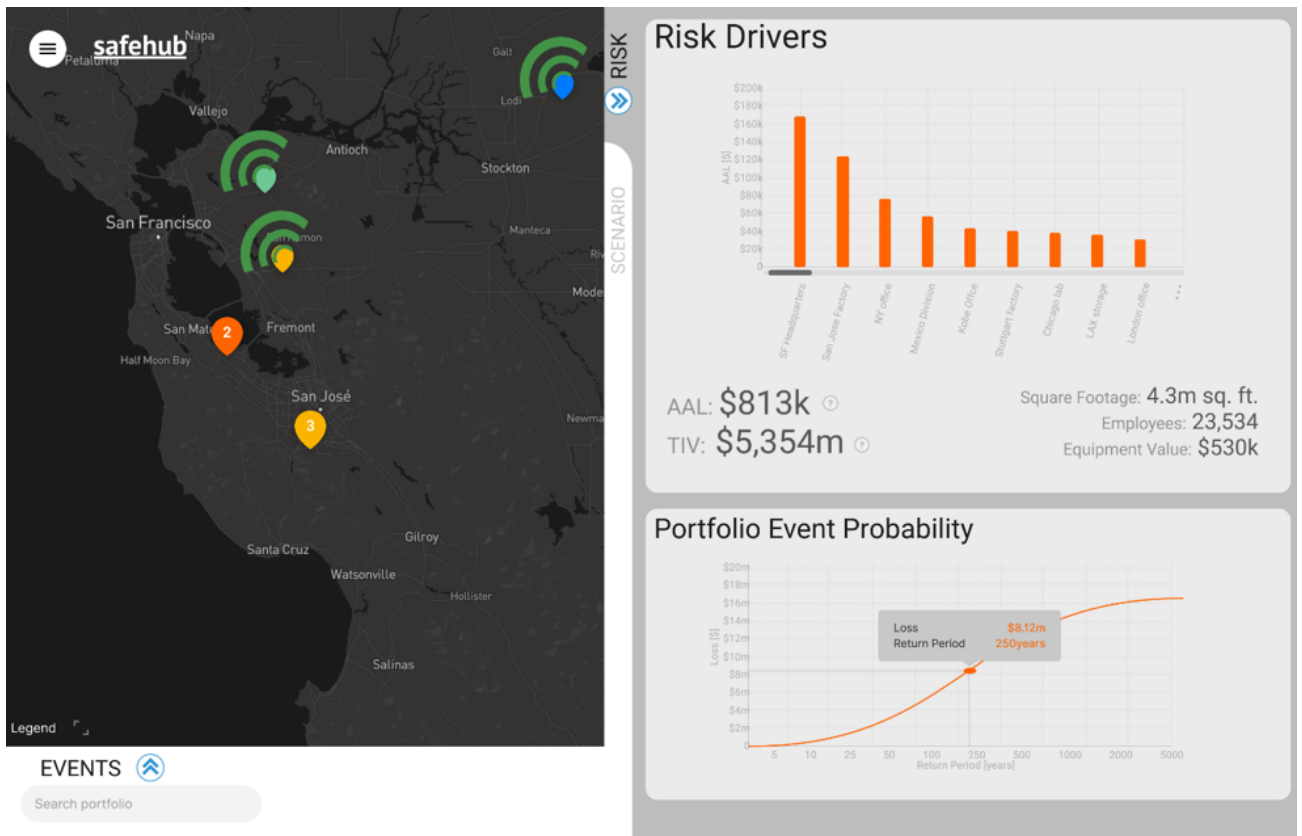 safehub
Napa
Petaluma
Galt
Lodi
Vallejo
Antioch
Stockton
San Francisco
Manteca
San Mat
2
Fremont
Half Moon Bay
San José
3
Gilroy
Santa Cruz
Watsonville
Hollister
Salinas
Legend
EVENTS
Search portfolio
RISK
SCENARIO
Risk Drivers
$200k
$180k
$160k
$140k
$120k
$100k
$80k
$60k
$40k
$20k
0
AAL [$]
SF Headquarters
San Jose Factory
NY office
Mexico Division
Kobe Offce
Stuttgart factory
Chicago lab
LAX storage
London office
...
AAL: $813k ?
TIV: $5,354m ?
Square Footage: 4.3m sq. ft.
Employees: 23,534
Equipment Value: $530k
Portfolio Event Probability
$20m
$18m
$16m
$14m
$12m
$10m
$8m
$6m
$4m
$2m
0
Loss [$]
Loss $8.12m
Return Period 250years
5 10 25 50 100 250 500 1000 2000 5000
Return Period [years]